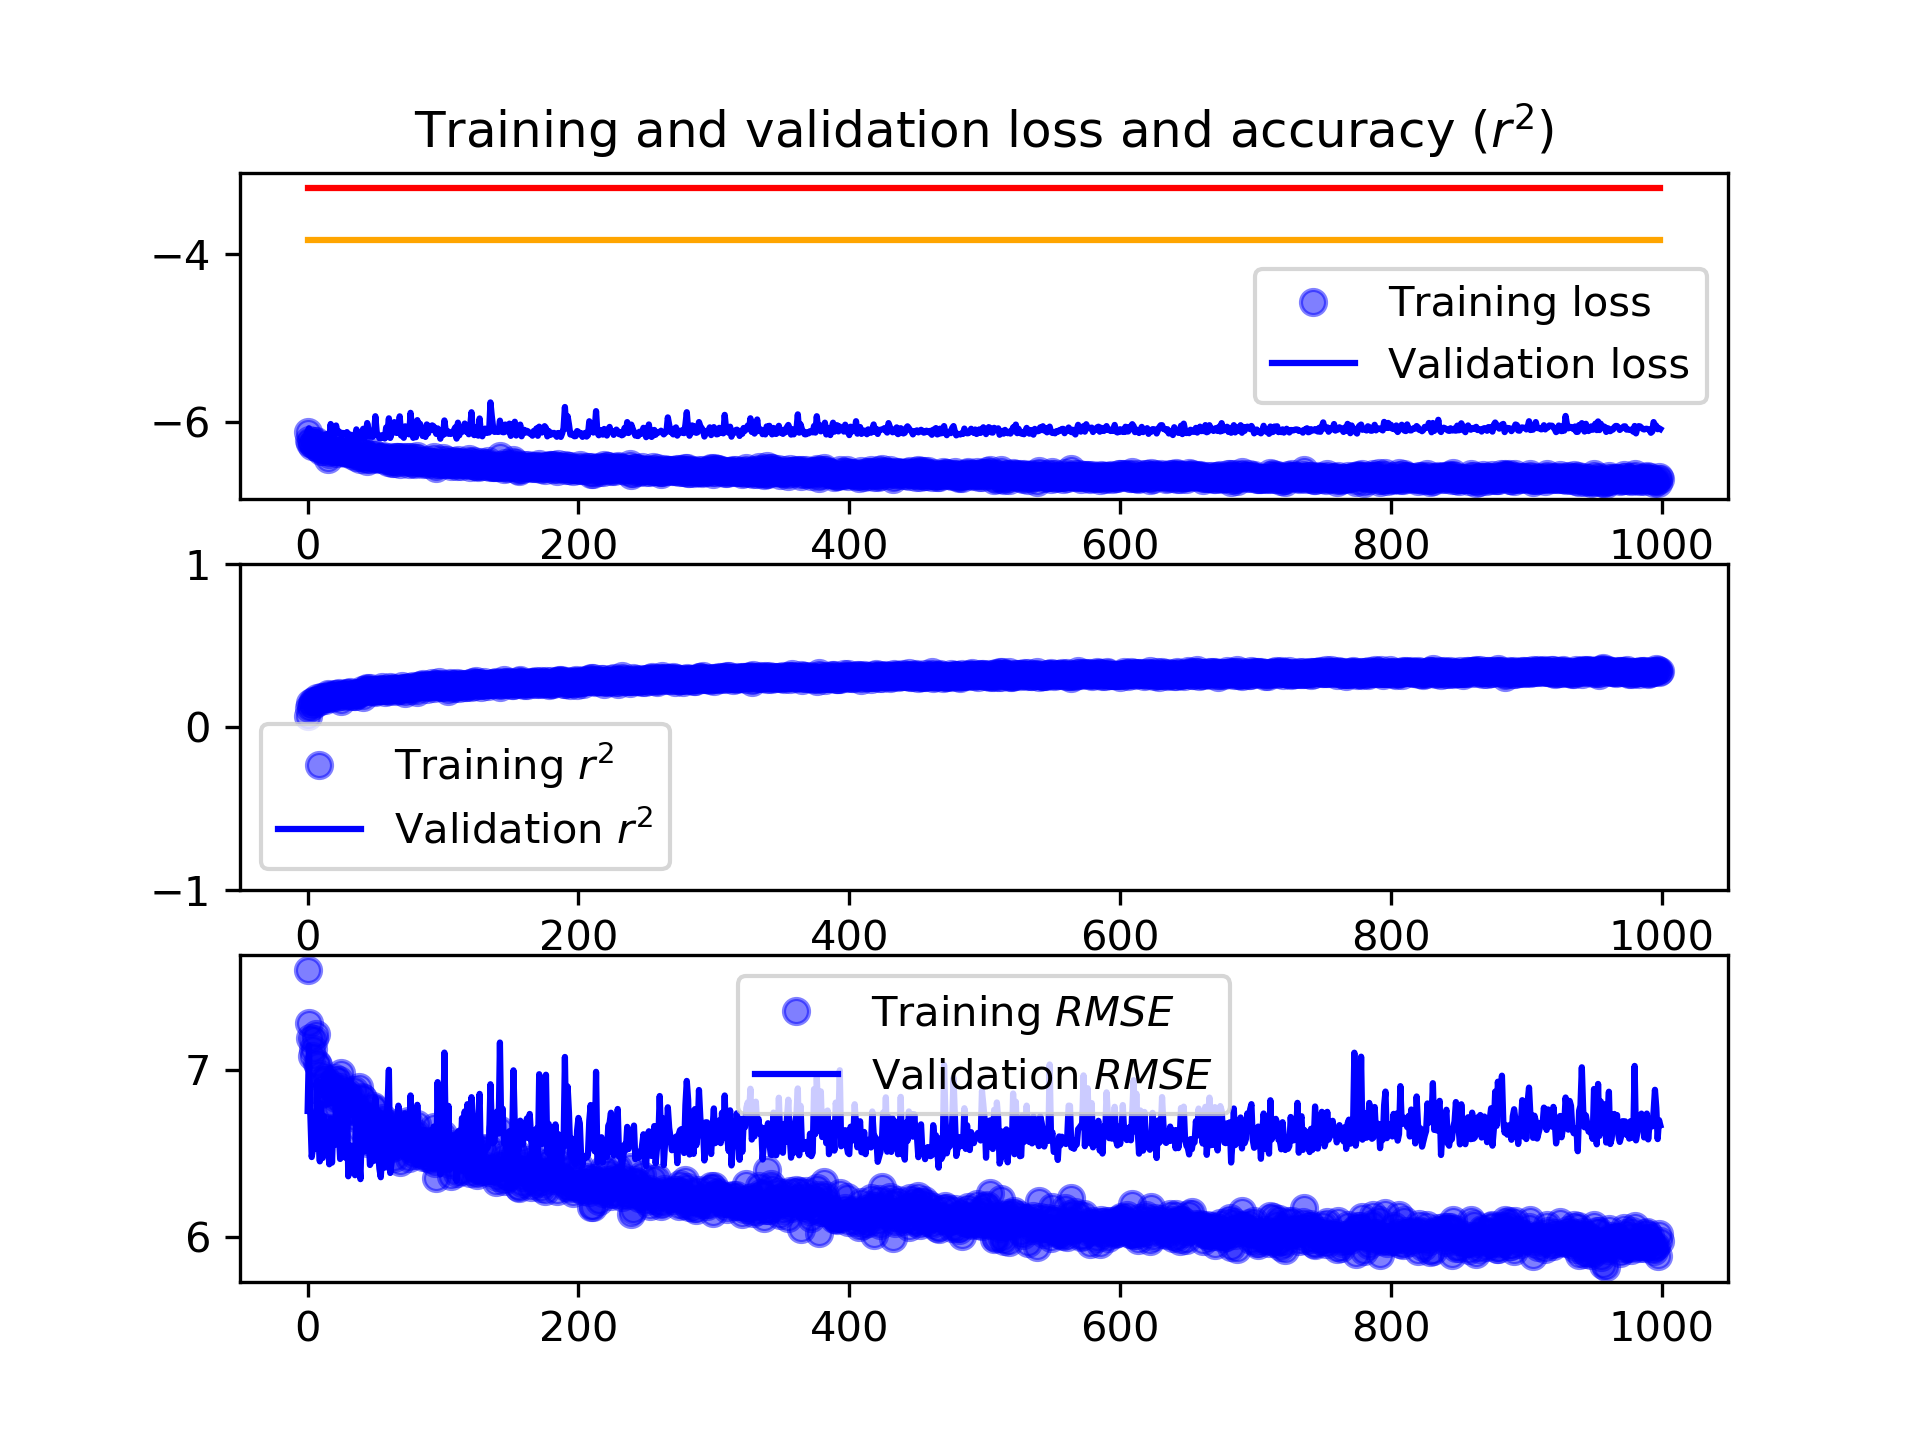 Training and validation loss and accuracy (r²)
−4
Training loss
Validation loss
−6
0 200 400 600 800 1000
1
0
Training r²
Validation r²
−1
0 200 400 600 800 1000
Training RMSE
7
Validation RMSE
6
0 200 400 600 800 1000